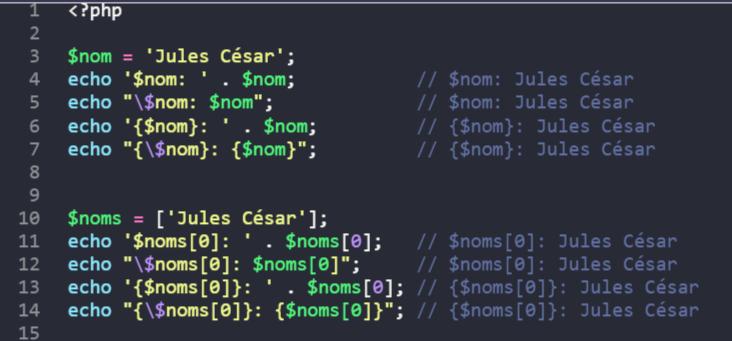 1 <?php
2
3 $nom = 'Jules César';
4 echo '$nom: ' . $nom; // $nom: Jules César
5 echo "\$nom: $nom"; // $nom: Jules César
6 echo '{$nom}: ' . $nom; // {$nom}: Jules César
7 echo "{\$nom}: {$nom}"; // {$nom}: Jules César
8
9
10 $noms = ['Jules César'];
11 echo '$noms[0]: ' . $noms[0]; // $noms[0]: Jules César
12 echo "\$noms[0]: $noms[0]"; // $noms[0]: Jules César
13 echo '{$noms[0]}: ' . $noms[0]; // {$noms[0]}: Jules César
14 echo "{\$noms[0]}: {$noms[0]}"; // {$noms[0]}: Jules César
15